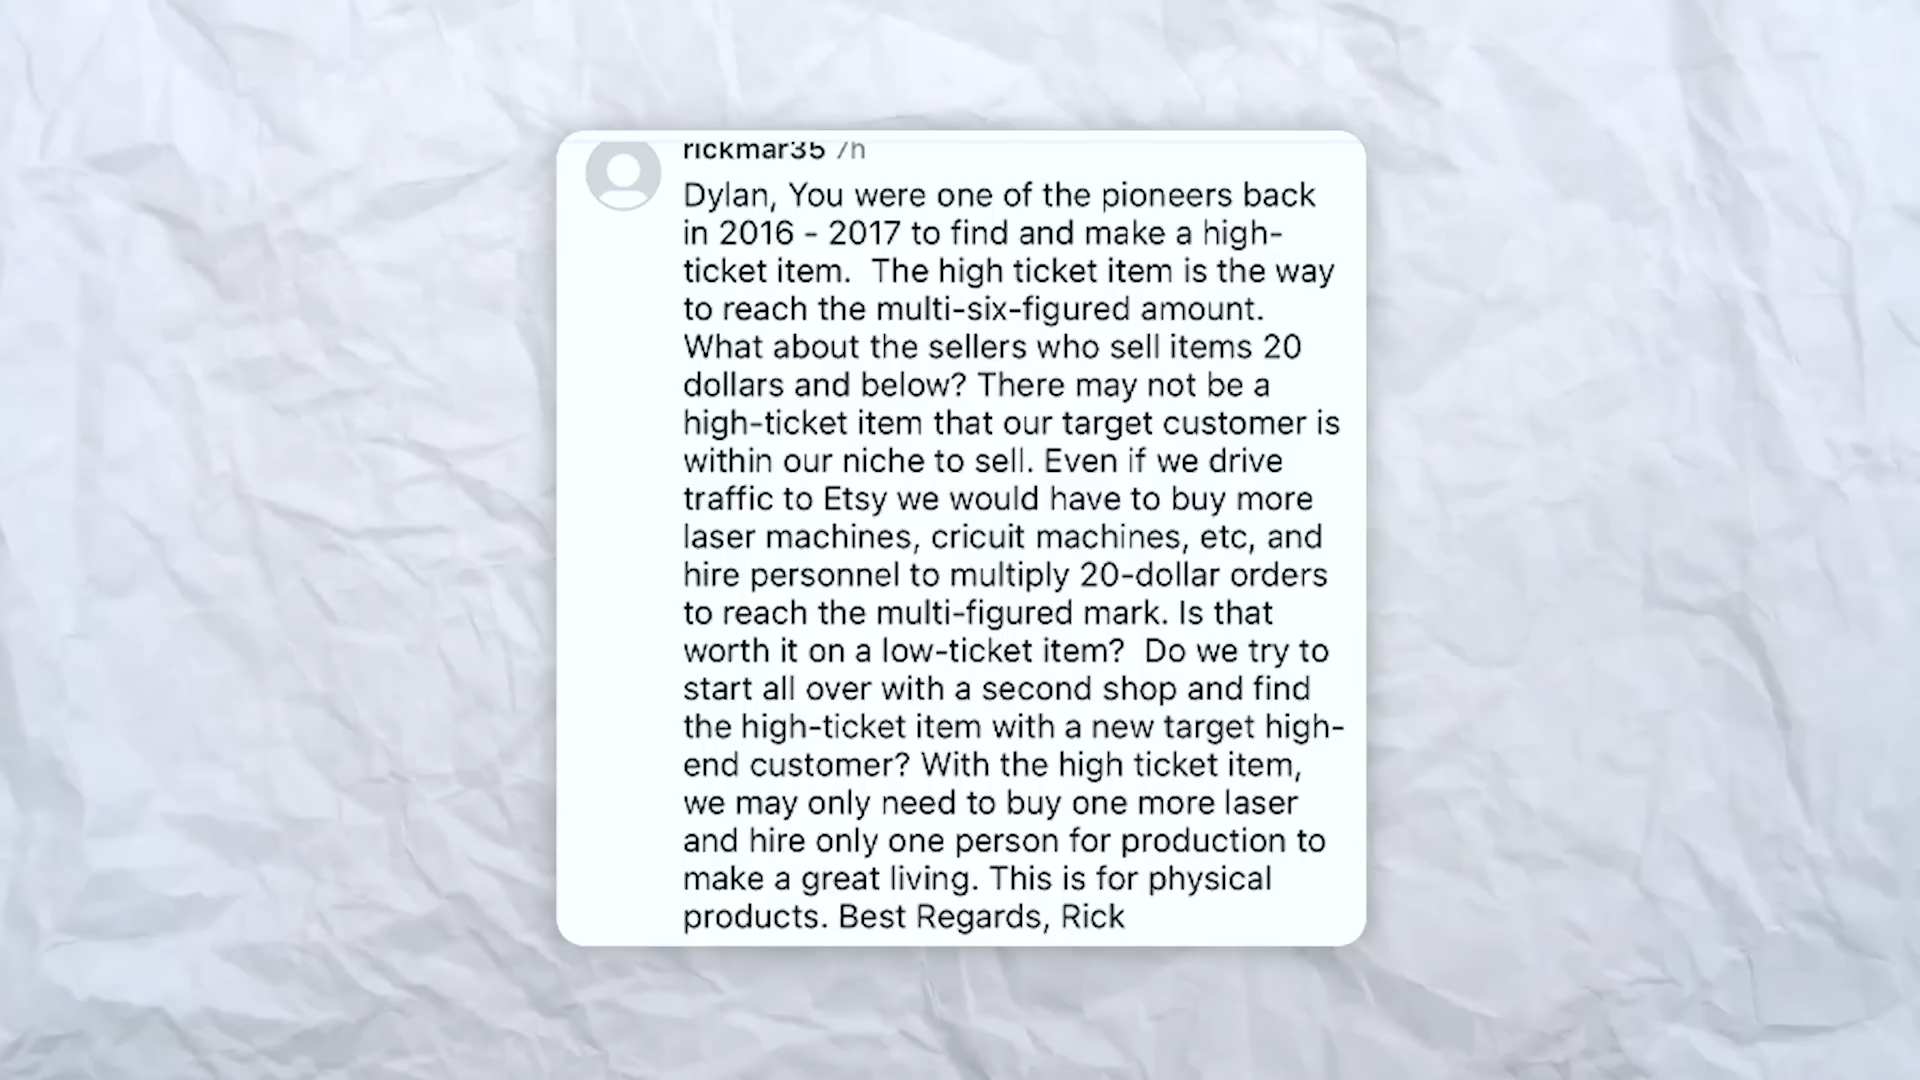 rickmar35 7h
Dylan, You were one of the pioneers back
in 2016 - 2017 to find and make a high-
ticket item.  The high ticket item is the way
to reach the multi-six-figured amount.
What about the sellers who sell items 20
dollars and below? There may not be a
high-ticket item that our target customer is
within our niche to sell. Even if we drive
traffic to Etsy we would have to buy more
laser machines, cricuit machines, etc, and
hire personnel to multiply 20-dollar orders
to reach the multi-figured mark. Is that
worth it on a low-ticket item?  Do we try to
start all over with a second shop and find
the high-ticket item with a new target high-
end customer? With the high ticket item,
we may only need to buy one more laser
and hire only one person for production to
make a great living. This is for physical
products. Best Regards, Rick